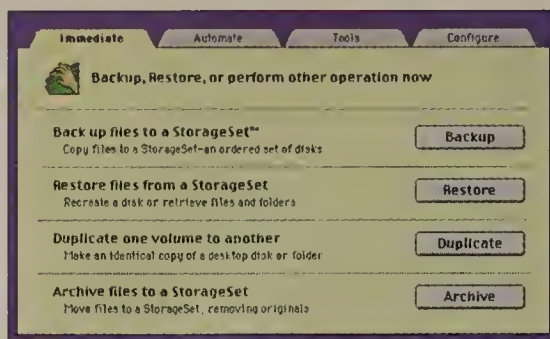 Immediate Automate Tools Configure
Backup, Restore, or perform other operation now
Back up files to a StorageSet™
Copy files to a StorageSet–an ordered set of disks
Backup
Restore files from a StorageSet
Recreate a disk or retrieve files and folders
Restore
Duplicate one volume to another
Make an identical copy of a desktop disk or folder
Duplicate
Archive files to a StorageSet
Move files to a StorageSet, removing originals
Archive